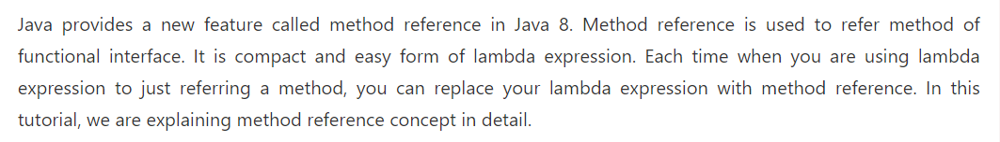 Java provides a new feature called method reference in Java 8. Method reference is used to refer method of
functional interface. It is compact and easy form of lambda expression. Each time when you are using lambda
expression to just referring a method, you can replace your lambda expression with method reference. In this
tutorial, we are explaining method reference concept in detail.